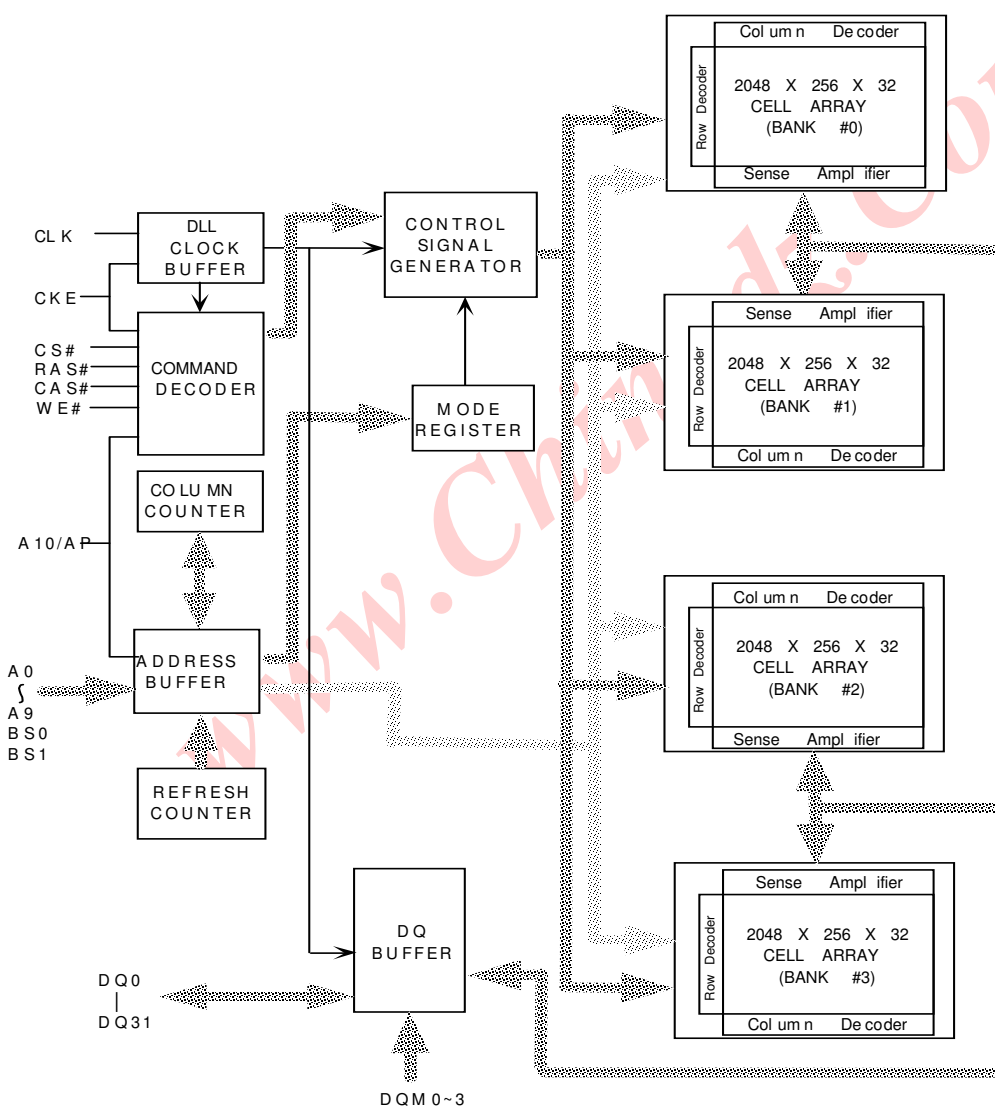 Column Decoder
Row Decoder
2048 X 256 X 32
CELL ARRAY
(BANK #0)
Sense Amplifier
CLK
DLL
CLOCK
BUFFER
CONTROL
SIGNAL
GENERATOR
CKE
Sense Amplifier
Row Decoder
2048 X 256 X 32
CELL ARRAY
(BANK #1)
Column Decoder
CS#
RAS#
CAS#
WE#
COMMAND
DECODER
MODE
REGISTER
COLUMN
COUNTER
A10/AP
Column Decoder
Row Decoder
2048 X 256 X 32
CELL ARRAY
(BANK #2)
Sense Amplifier
ADDRESS
BUFFER
A0
A9
BS0
BS1
REFRESH
COUNTER
Sense Amplifier
Row Decoder
2048 X 256 X 32
CELL ARRAY
(BANK #3)
Column Decoder
DQ
BUFFER
DQ0
DQ31
DQM0~3